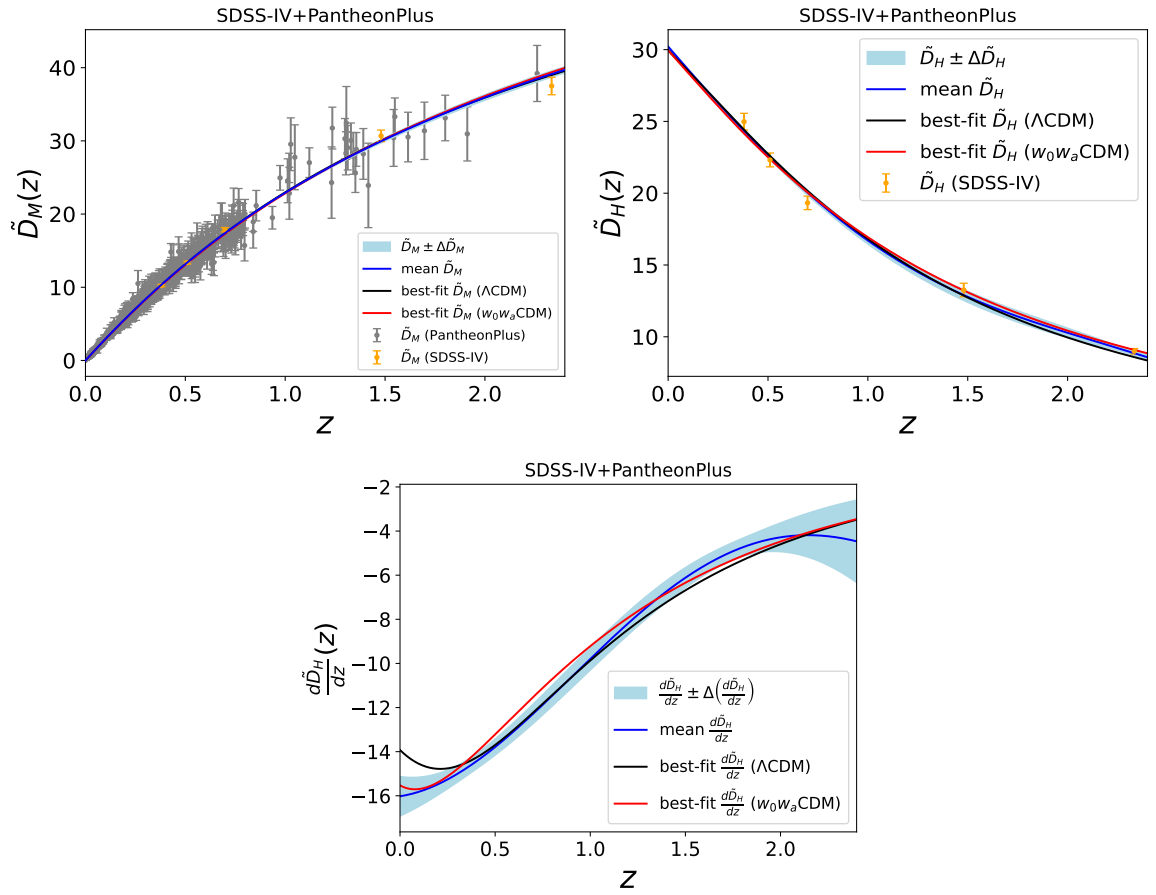 SDSS-IV+PantheonPlus
D̃_M(z)
40
30
20
10
0
0.0 0.5 1.0 1.5 2.0
z
D̃_M ± ΔD̃_M
mean D̃_M
best-fit D̃_M (ΛCDM)
best-fit D̃_M (w₀wₐCDM)
D̃_M (PantheonPlus)
D̃_M (SDSS-IV)
SDSS-IV+PantheonPlus
D̃_H(z)
30
25
20
15
10
0.0 0.5 1.0 1.5 2.0
z
D̃_H ± ΔD̃_H
mean D̃_H
best-fit D̃_H (ΛCDM)
best-fit D̃_H (w₀wₐCDM)
D̃_H (SDSS-IV)
SDSS-IV+PantheonPlus
dD̃_H/dz (z)
−2
−4
−6
−8
−10
−12
−14
−16
0.0 0.5 1.0 1.5 2.0
z
dD̃_H/dz ± Δ(dD̃_H/dz)
mean dD̃_H/dz
best-fit dD̃_H/dz (ΛCDM)
best-fit dD̃_H/dz (w₀wₐCDM)